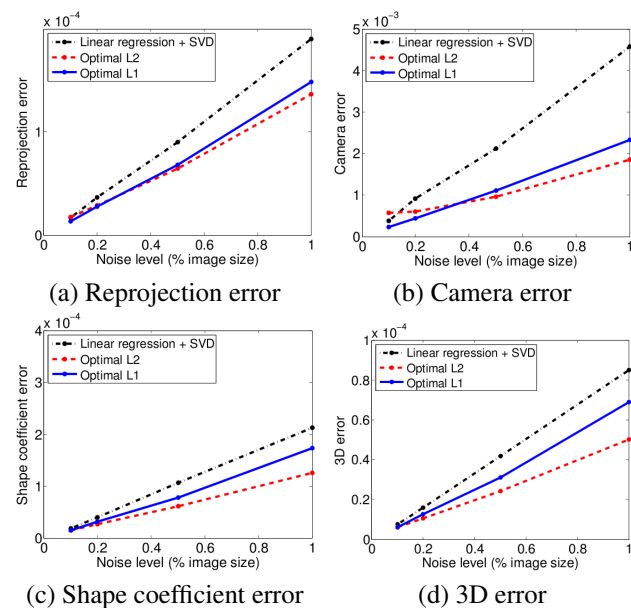 x 10-4
Linear regression + SVD
Optimal L2
Optimal L1
Reprojection error
1
0
0 0.2 0.4 0.6 0.8 1
Noise level (% image size)
(a) Reprojection error
x 10-3
5
4
3
2
1
0
Linear regression + SVD
Optimal L2
Optimal L1
Camera error
0 0.2 0.4 0.6 0.8 1
Noise level (% image size)
(b) Camera error
x 10-4
4
3
2
1
0
Linear regression + SVD
Optimal L2
Optimal L1
Shape coefficient error
0 0.2 0.4 0.6 0.8 1
Noise level (% image size)
(c) Shape coefficient error
x 10-4
1
0.8
0.6
0.4
0.2
0
Linear regression + SVD
Optimal L2
Optimal L1
3D error
0 0.2 0.4 0.6 0.8 1
Noise level (% image size)
(d) 3D error